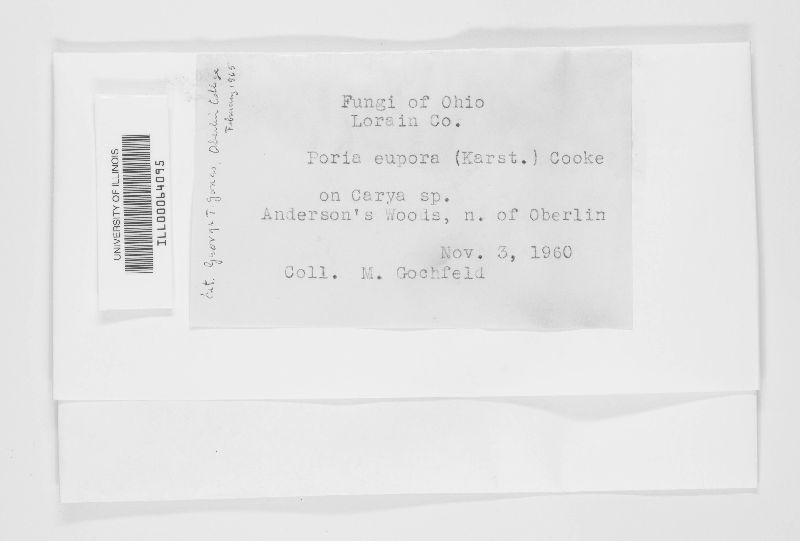 Fungi of Ohio
Lorain Co.
Poria eupora (Karst.) Cooke
on Carya sp.
Anderson's Woods, n. of Oberlin
Nov. 3, 1960
Coll. M. Gochfeld
det. George T. Jones, Oberlin College
February 1965
UNIVERSITY OF ILLINOIS
ILL00064095